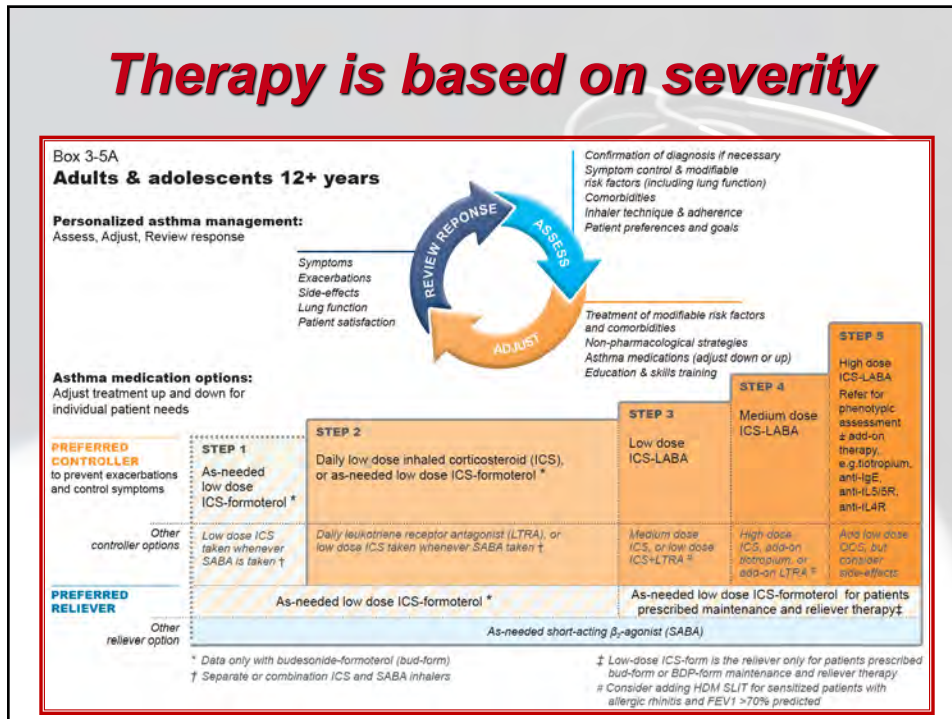 Therapy is based on severity
Box 3-5A
Adults & adolescents 12+ years
Personalized asthma management:
Assess, Adjust, Review response
Symptoms
Exacerbations
Side-effects
Lung function
Patient satisfaction
REVIEW REPONSE
ASSESS
ADJUST
Confirmation of diagnosis if necessary
Symptom control & modifiable
risk factors (including lung function)
Comorbidities
Inhaler technique & adherence
Patient preferences and goals
Treatment of modifiable risk factors
and comorbidities
Non-pharmacological strategies
Asthma medications (adjust down or up)
Education & skills training
Asthma medication options:
Adjust treatment up and down for
individual patient needs
PREFERRED
CONTROLLER
to prevent exacerbations
and control symptoms
STEP 1
As-needed
low dose
ICS-formoterol *
STEP 2
Daily low dose inhaled corticosteroid (ICS),
or as-needed low dose ICS-formoterol *
STEP 3
Low dose
ICS-LABA
STEP 4
Medium dose
ICS-LABA
STEP 5
High dose
ICS-LABA
Refer for
phenotypic
assessment
± add-on
therapy,
e.g.tiotropium,
anti-IgE,
anti-IL5/5R,
anti-IL4R
Other
controller options
Low dose ICS
taken whenever
SABA is taken †
Daily leukotriene receptor antagonist (LTRA), or
low dose ICS taken whenever SABA taken †
Medium dose
ICS, or low dose
ICS+LTRA #
High dose
ICS, add-on
tiotropium, or
add-on LTRA #
Add low dose
OCS, but
consider
side-effects
PREFERRED
RELIEVER
As-needed low dose ICS-formoterol *
As-needed low dose ICS-formoterol for patients
prescribed maintenance and reliever therapy‡
Other
reliever option
As-needed short-acting β₂-agonist (SABA)
* Data only with budesonide-formoterol (bud-form)
† Separate or combination ICS and SABA inhalers
‡ Low-dose ICS-form is the reliever only for patients prescribed
bud-form or BDP-form maintenance and reliever therapy
# Consider adding HDM SLIT for sensitized patients with
allergic rhinitis and FEV1 >70% predicted